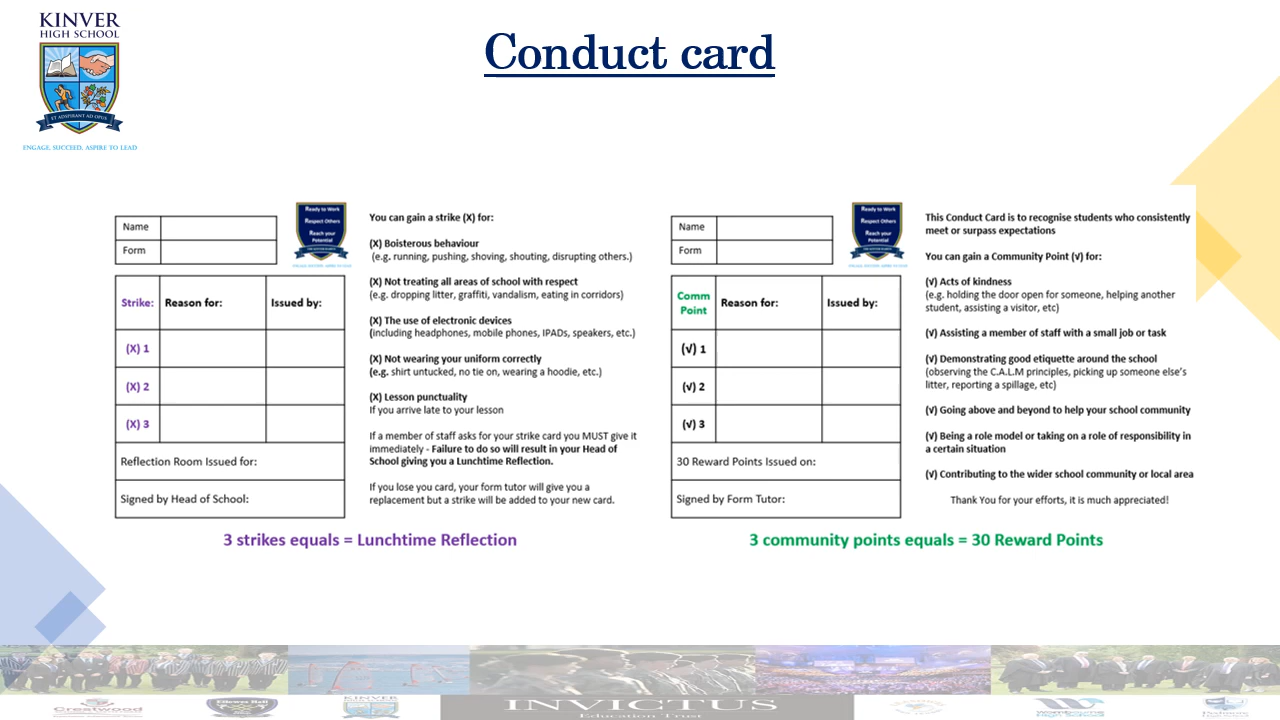 KINVER
HIGH SCHOOL
ET ADSPIRANT AD OPUS
ENGAGE. SUCCEED. ASPIRE TO LEAD
Conduct card
Name
Form
Ready to Work
Respect Others
Reach your
Potential
Strike: Reason for: Issued by:
(X) 1
(X) 2
(X) 3
Reflection Room Issued for:
Signed by Head of School:
You can gain a strike (X) for:
(X) Boisterous behaviour
(e.g. running, pushing, shoving, shouting, disrupting others.)
(X) Not treating all areas of school with respect
(e.g. dropping litter, graffiti, vandalism, eating in corridors)
(X) The use of electronic devices
(including headphones, mobile phones, IPADs, speakers, etc.)
(X) Not wearing your uniform correctly
(e.g. shirt untucked, no tie on, wearing a hoodie, etc.)
(X) Lesson punctuality
If you arrive late to your lesson
If a member of staff asks for your strike card you MUST give it
immediately - Failure to do so will result in your Head of
School giving you a Lunchtime Reflection.
If you lose you card, your form tutor will give you a
replacement but a strike will be added to your new card.
3 strikes equals = Lunchtime Reflection
Name
Form
Ready to Work
Respect Others
Reach your
Potential
Comm
Point
Reason for: Issued by:
(√) 1
(√) 2
(√) 3
30 Reward Points Issued on:
Signed by Form Tutor:
This Conduct Card is to recognise students who consistently
meet or surpass expectations
You can gain a Community Point (√) for:
(√) Acts of kindness
(e.g. holding the door open for someone, helping another
student, assisting a visitor, etc)
(√) Assisting a member of staff with a small job or task
(√) Demonstrating good etiquette around the school
(observing the C.A.L.M principles, picking up someone else's
litter, reporting a spillage, etc)
(√) Going above and beyond to help your school community
(√) Being a role model or taking on a role of responsibility in
a certain situation
(√) Contributing to the wider school community or local area
Thank You for your efforts, it is much appreciated!
3 community points equals = 30 Reward Points
Crestwood
Ellowes Hall
KINVER
HIGH SCHOOL
INVICTUS
Education Trust
Wombourne
High School